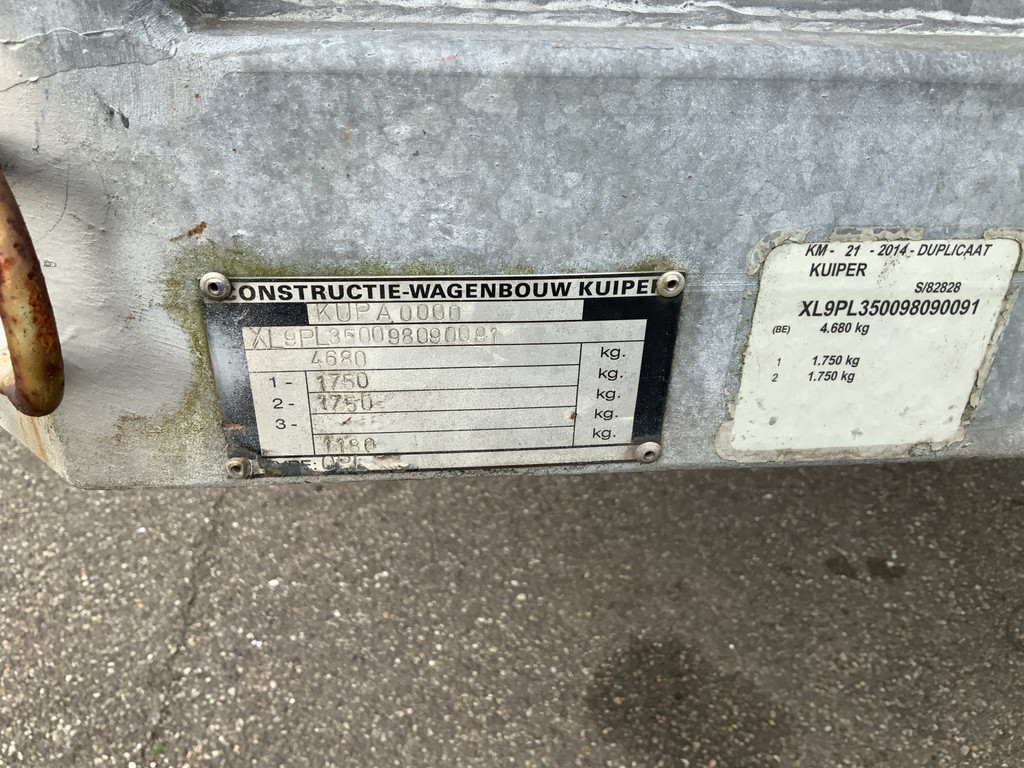 CONSTRUCTIE-WAGENBOUW KUIPER
KUPA0000
XL9PL350098090091
4680 kg.
1 - 1750 kg.
2 - 1750 kg.
3 - kg.
1180 kg.
KM - 21 - 2014 - DUPLICAAT
KUIPER
S/82828
XL9PL350098090091
(BE) 4.680 kg
1 1.750 kg
2 1.750 kg